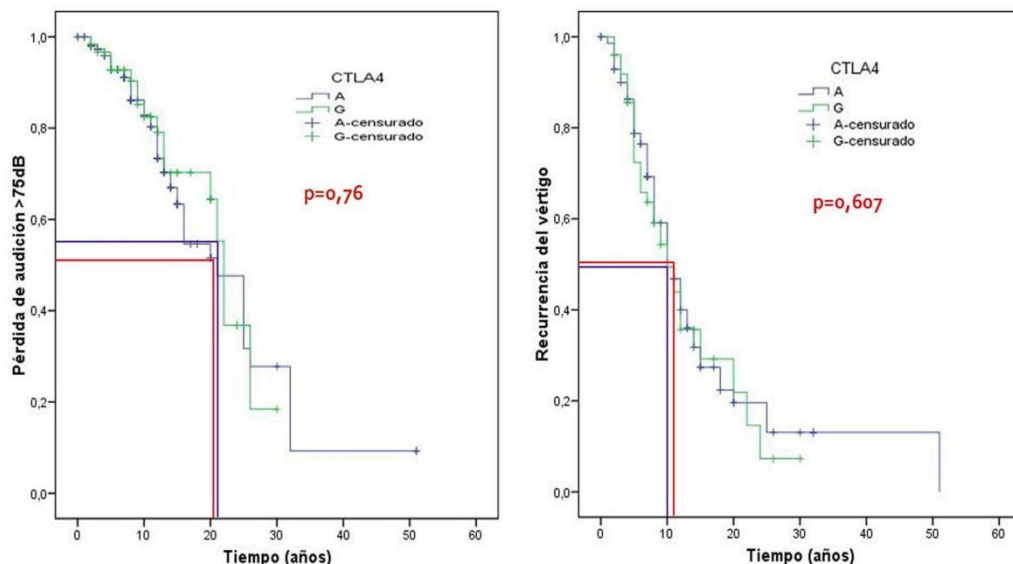 Pérdida de audición >75dB
1,0
0,8
0,6
0,4
0,2
0,0
CTLA4
A
G
A-censurado
G-censurado
p=0,76
0 10 20 30 40 50 60
Tiempo (años)
Recurrencia del vértigo
1,0
0,8
0,6
0,4
0,2
0,0
CTLA4
A
G
A-censurado
G-censurado
p=0,607
0 10 20 30 40 50 60
Tiempo (años)